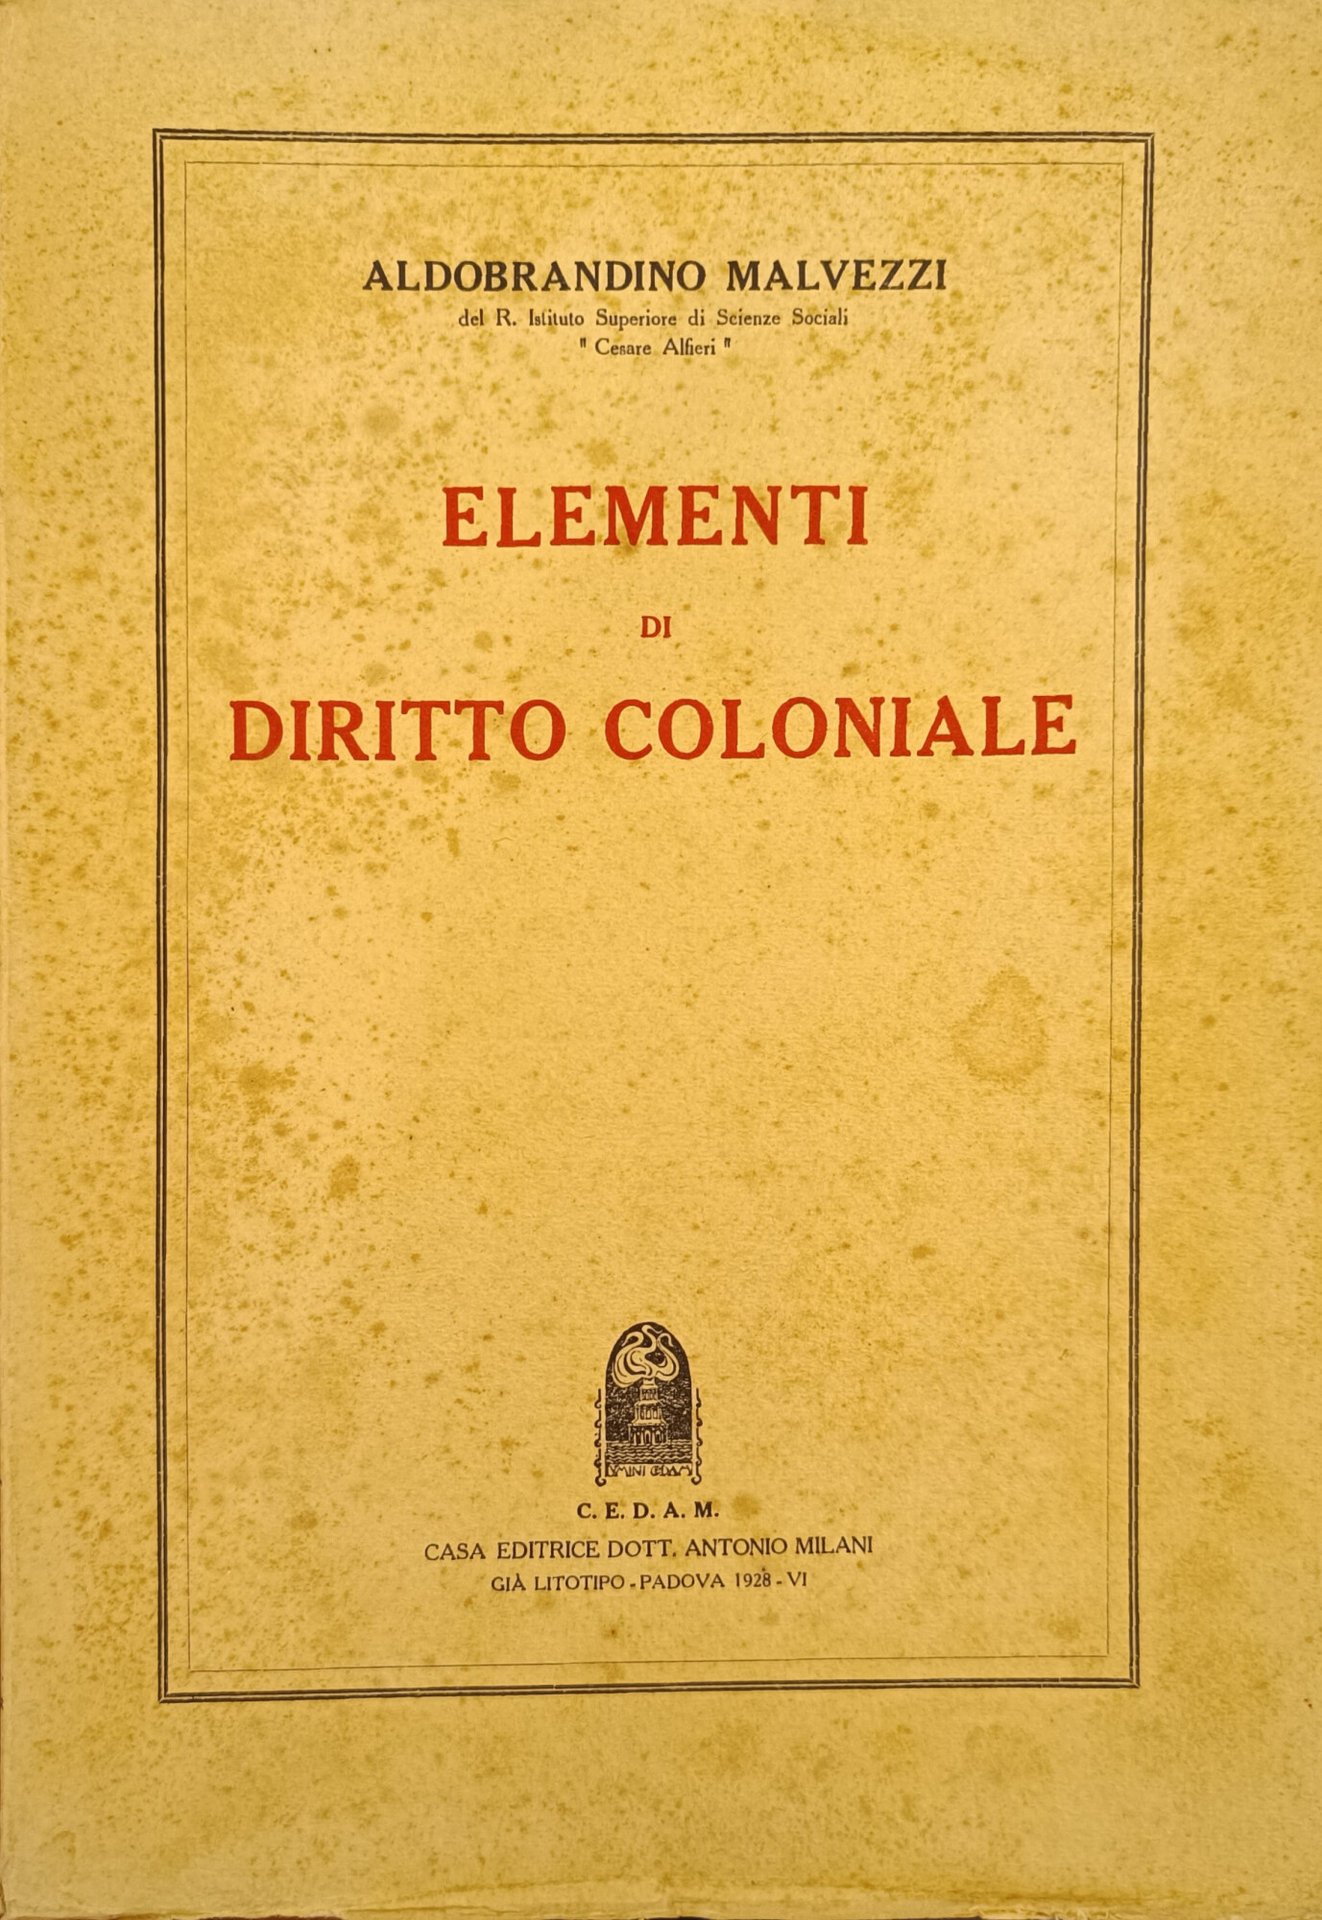 ALDOBRANDINO MALVEZZI
del R. Istituto Superiore di Scienze Sociali
" Cesare Alfieri "
ELEMENTI
DI
DIRITTO COLONIALE
C. E. D. A. M.
CASA EDITRICE DOTT. ANTONIO MILANI
GIÀ LITOTIPO - PADOVA 1928 - VI